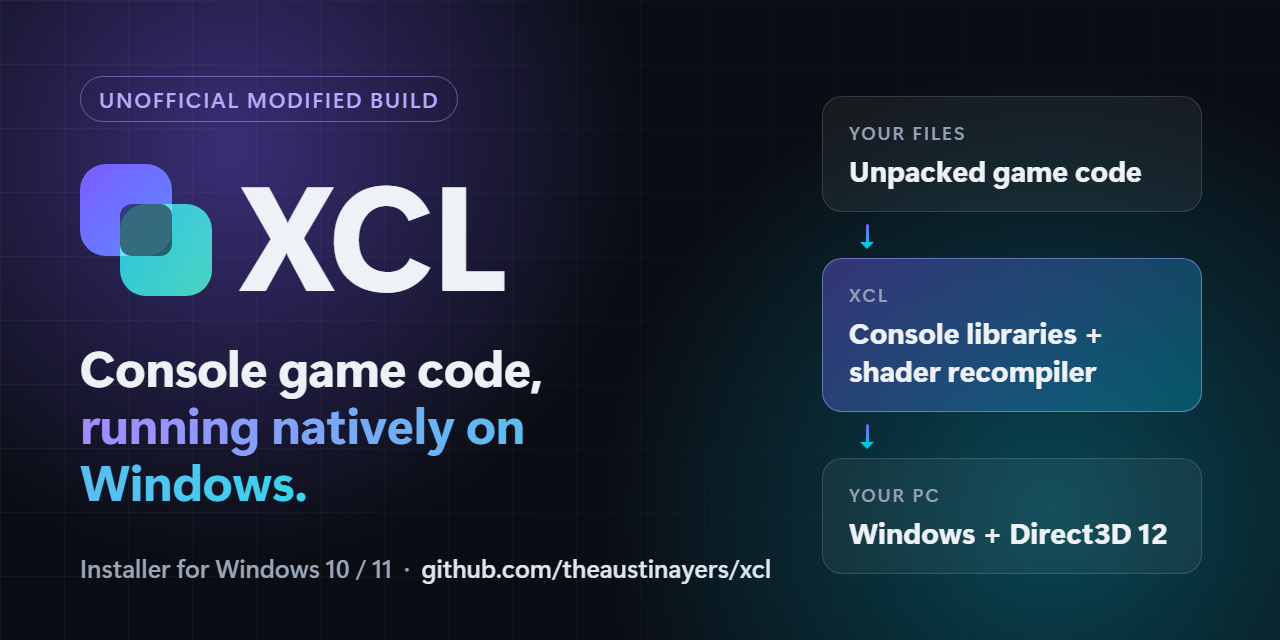 UNOFFICIAL MODIFIED BUILD
XCL
Console game code,
running natively on
Windows.
Installer for Windows 10 / 11 · github.com/theaustinayers/xcl
YOUR FILES
Unpacked game code
XCL
Console libraries +
shader recompiler
YOUR PC
Windows + Direct3D 12